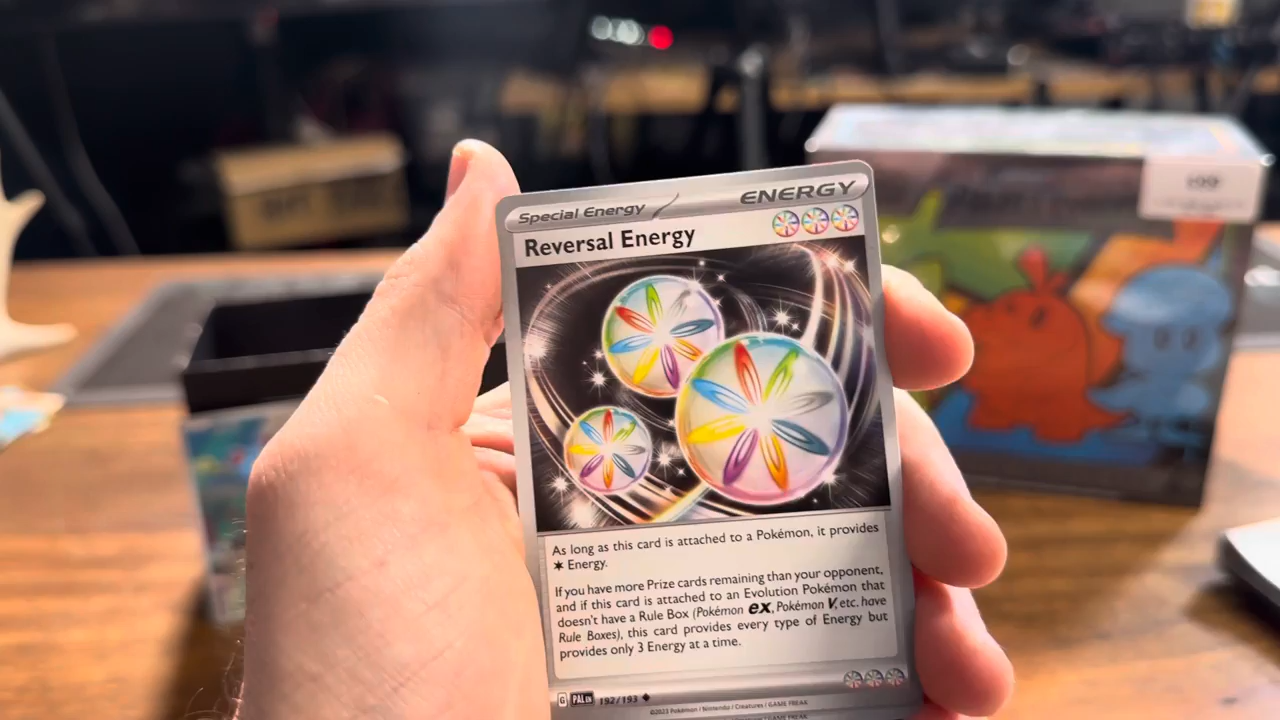 Special Energy
ENERGY
Reversal Energy
As long as this card is attached to a Pokémon, it provides
✶ Energy.
If you have more Prize cards remaining than your opponent,
and if this card is attached to an Evolution Pokémon that
doesn't have a Rule Box (Pokémon ex, Pokémon V, etc. have
Rule Boxes), this card provides every type of Energy but
provides only 3 Energy at a time.
G PAL EN 192/193 ◆
©2023 Pokémon / Nintendo / Creatures / GAME FREAK